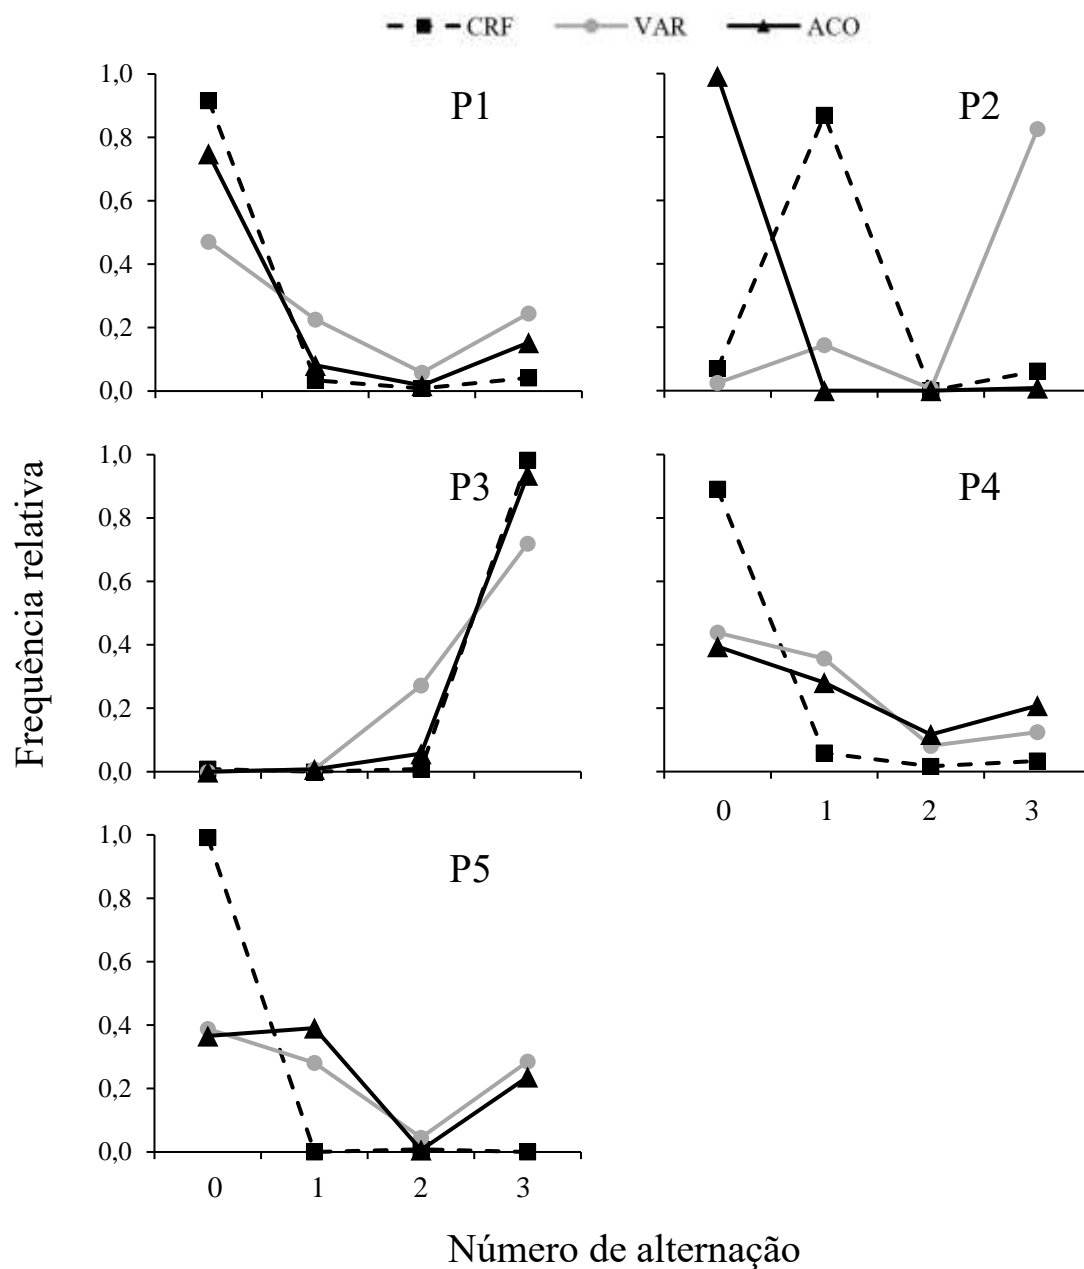 CRF VAR ACO
P1
1,0
0,8
0,6
0,4
0,2
0,0
P2
P3
1,0
0,8
0,6
0,4
0,2
0,0
P4
0 1 2 3
P5
1,0
0,8
0,6
0,4
0,2
0,0
0 1 2 3
Frequência relativa
Número de alternação